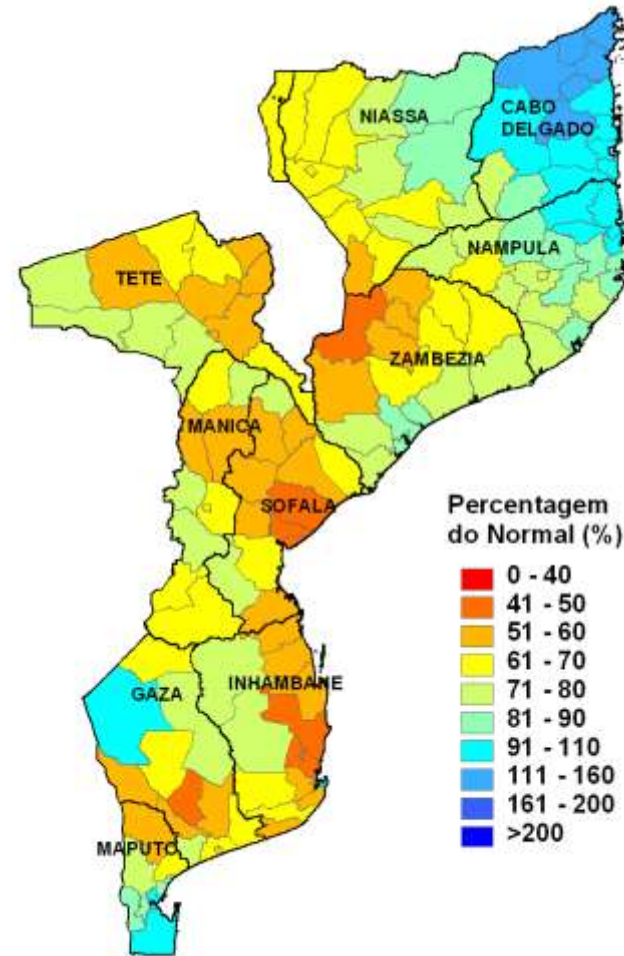 NIASSA
CABO
DELGADO
NAMPULA
TETE
ZAMBEZIA
MANICA
SOFALA
Percentagem
do Normal (%)
0 - 40
41 - 50
51 - 60
61 - 70
71 - 80
81 - 90
91 - 110
111 - 160
161 - 200
>200
INHAMBANE
GAZA
MAPUTO